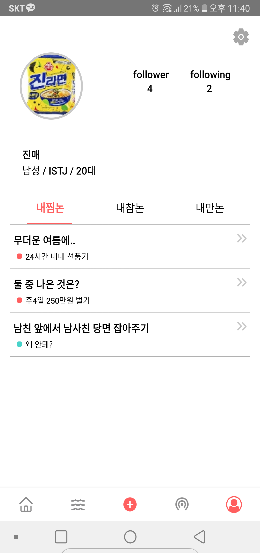 SKT
21% 오후 11:40
진라면
follower
following
4
2
진매
남성 / ISTJ / 20대
내찜논
내참논
내만논
무더운 여름에..
24시간 내내 선풍기
둘 중 나은 것은?
주4일 250만원 벌기
남친 앞에서 남사친 당면 잡아주기
왜 안돼?